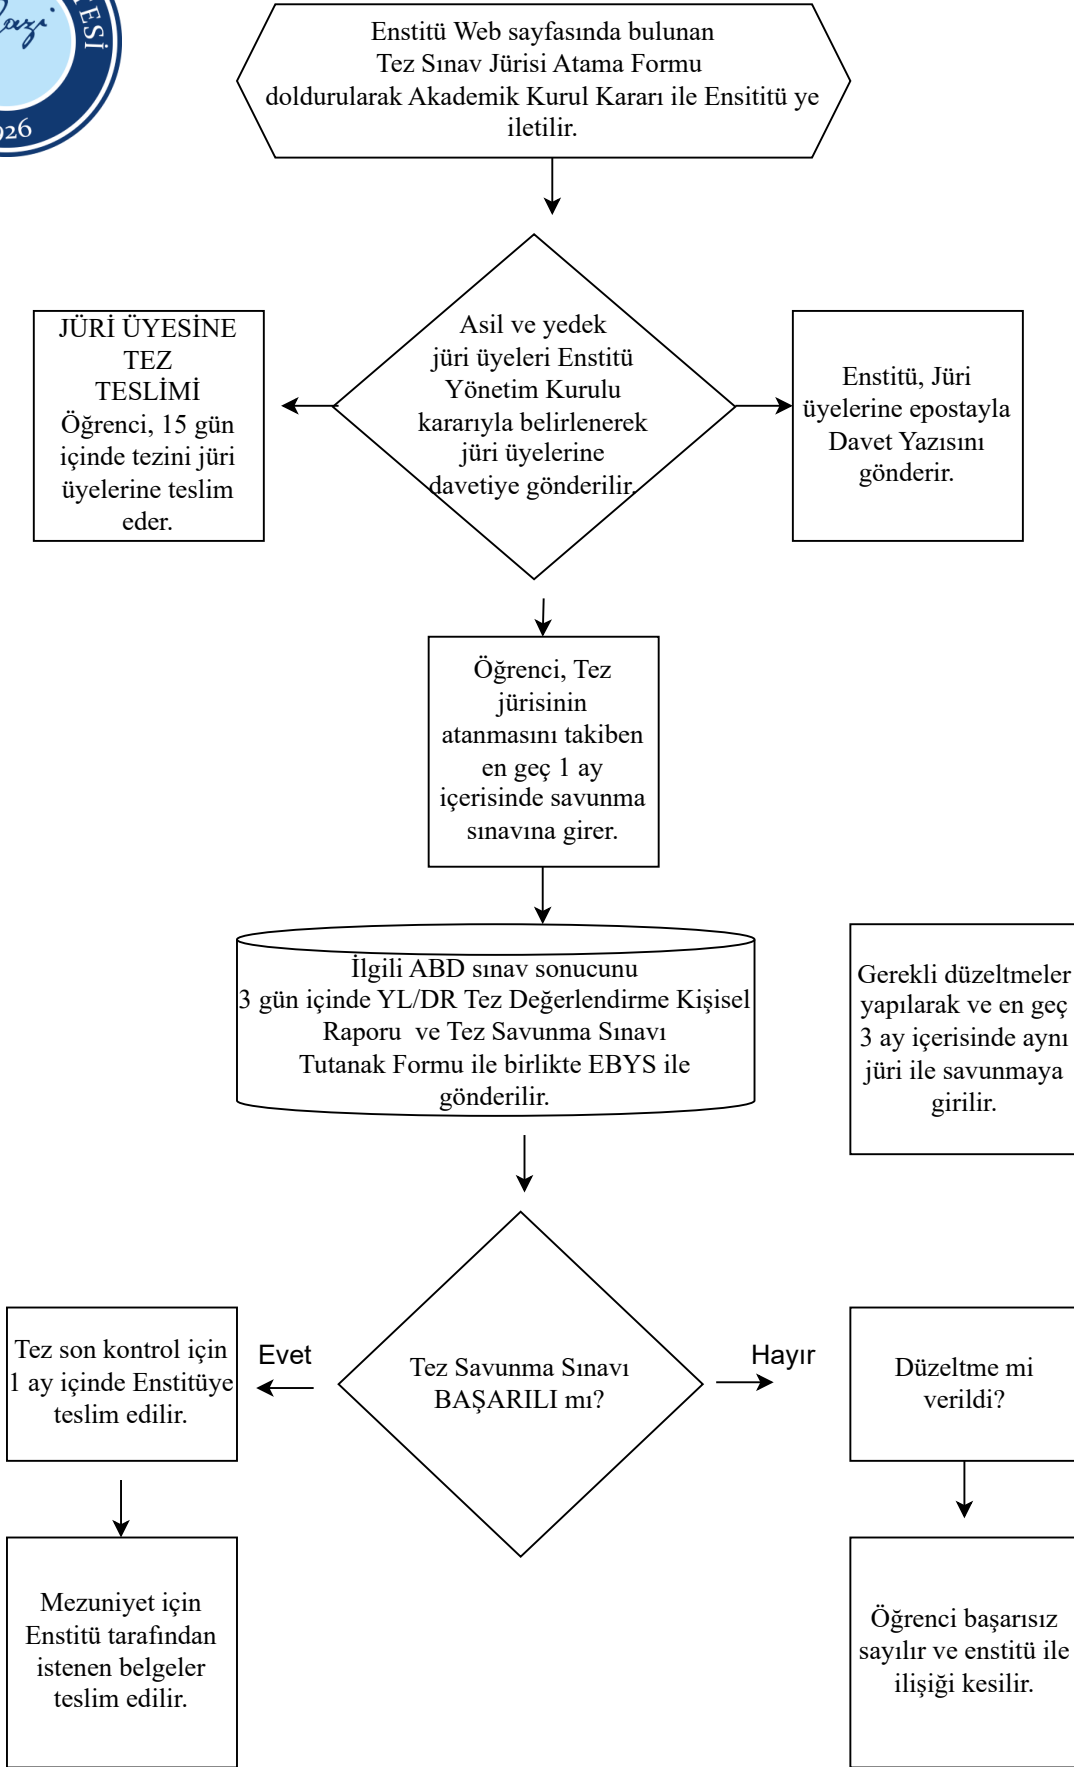 Gazi
TESİ
926
Enstitü Web sayfasında bulunan
Tez Sınav Jürisi Atama Formu
doldurularak Akademik Kurul Kararı ile Ensititü ye
iletilir.
JÜRİ ÜYESİNE
TEZ
TESLİMİ
Öğrenci, 15 gün
içinde tezini jüri
üyelerine teslim
eder.
Asil ve yedek
jüri üyeleri Enstitü
Yönetim Kurulu
kararıyla belirlenerek
jüri üyelerine
davetiye gönderilir.
Enstitü, Jüri
üyelerine epostayla
Davet Yazısını
gönderir.
Öğrenci, Tez
jürisinin
atanmasını takiben
en geç 1 ay
içerisinde savunma
sınavına girer.
İlgili ABD sınav sonucunu
3 gün içinde YL/DR Tez Değerlendirme Kişisel
Raporu ve Tez Savunma Sınavı
Tutanak Formu ile birlikte EBYS ile
gönderilir.
Gerekli düzeltmeler
yapılarak ve en geç
3 ay içerisinde aynı
jüri ile savunmaya
girilir.
Tez son kontrol için
1 ay içinde Enstitüye
teslim edilir.
Evet
Tez Savunma Sınavı
BAŞARILI mı?
Hayır
Düzeltme mi
verildi?
Mezuniyet için
Enstitü tarafından
istenen belgeler
teslim edilir.
Öğrenci başarısız
sayılır ve enstitü ile
ilişiği kesilir.